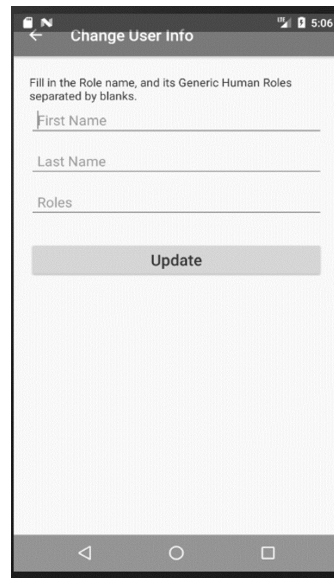 LTE 5:06
Change User Info
Fill in the Role name, and its Generic Human Roles
separated by blanks.
First Name
Last Name
Roles
Update